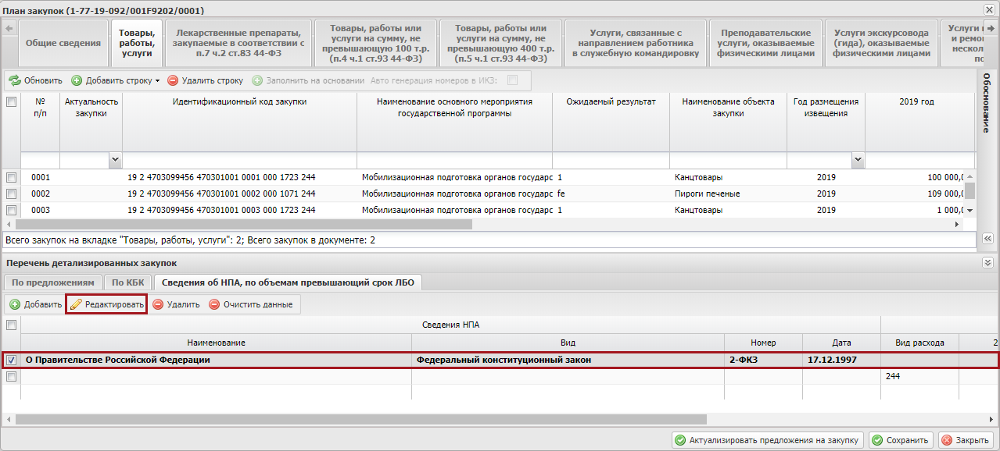 План закупок (1-77-19-092/001F9202/0001)
Общие сведения
Товары, работы, услуги
Лекарственные препараты, закупаемые в соответствии с п.7 ч.2 ст.83 44-ФЗ
Товары, работы или услуги на сумму, не превышающую 100 т.р. (п.4 ч.1 ст.93 44-ФЗ)
Товары, работы или услуги на сумму, не превышающую 400 т.р. (п.5 ч.1 ст.93 44-ФЗ)
Услуги, связанные с направлением работника в служебную командировку
Преподавательские услуги, оказываемые физическими лицами
Услуги экскурсовода (гида), оказываемые физическими лицами
Услуги
и ремо
нескол
по
Обновить Добавить строку Удалить строку Заполнить на основании Авто генерация номеров в ИКЗ:
Обоснование
№ п/п
Актуальность закупки
Идентификационный код закупки
Наименование основного мероприятия государственной программы
Ожидаемый результат
Наименование объекта закупки
Год размещения извещения
2019 год
0001 19 2 4703099456 470301001 0001 000 1723 244 Мобилизационная подготовка органов государс 1 Канцтовары 2019 100 000,0
0002 19 2 4703099456 470301001 0002 000 1071 244 Мобилизационная подготовка органов государс fe Пироги печеные 2019 109 000,0
0003 19 2 4703099456 470301001 0003 000 1723 244 Мобилизационная подготовка органов государс 1 Канцтовары 2019 1 000,0
Всего закупок на вкладке "Товары, работы, услуги": 2; Всего закупок в документе: 2
Перечень детализированных закупок
По предложениям По КБК Сведения об НПА, по объемам превышающий срок ЛБО
Добавить Редактировать Удалить Очистить данные
Сведения НПА
Наименование Вид Номер Дата Вид расхода 2
О Правительстве Российской Федерации Федеральный конституционный закон 2-ФКЗ 17.12.1997
244
Актуализировать предложения на закупку Сохранить Закрыть